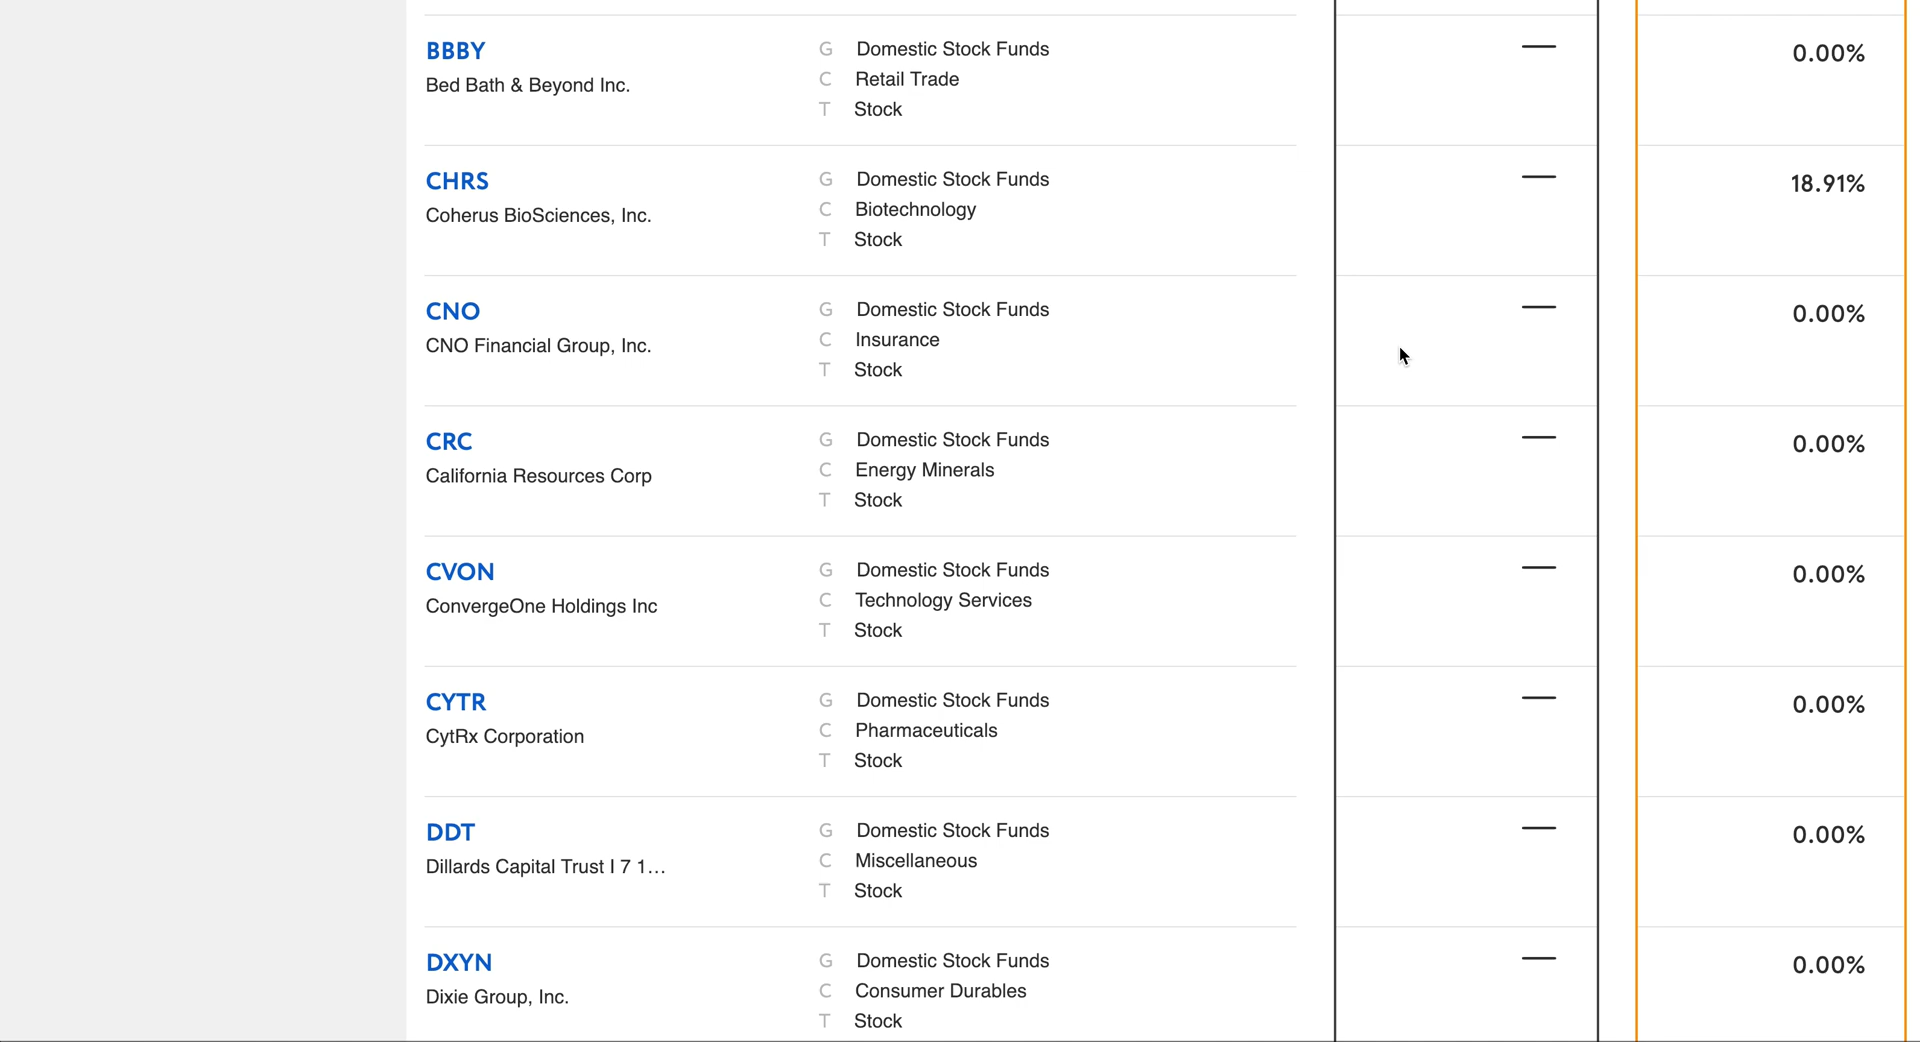 BBBY
Bed Bath & Beyond Inc.
G Domestic Stock Funds
C Retail Trade
T Stock
—
0.00%
CHRS
Coherus BioSciences, Inc.
G Domestic Stock Funds
C Biotechnology
T Stock
—
18.91%
CNO
CNO Financial Group, Inc.
G Domestic Stock Funds
C Insurance
T Stock
—
0.00%
CRC
California Resources Corp
G Domestic Stock Funds
C Energy Minerals
T Stock
—
0.00%
CVON
ConvergeOne Holdings Inc
G Domestic Stock Funds
C Technology Services
T Stock
—
0.00%
CYTR
CytRx Corporation
G Domestic Stock Funds
C Pharmaceuticals
T Stock
—
0.00%
DDT
Dillards Capital Trust I 7 1…
G Domestic Stock Funds
C Miscellaneous
T Stock
—
0.00%
DXYN
Dixie Group, Inc.
G Domestic Stock Funds
C Consumer Durables
T Stock
—
0.00%